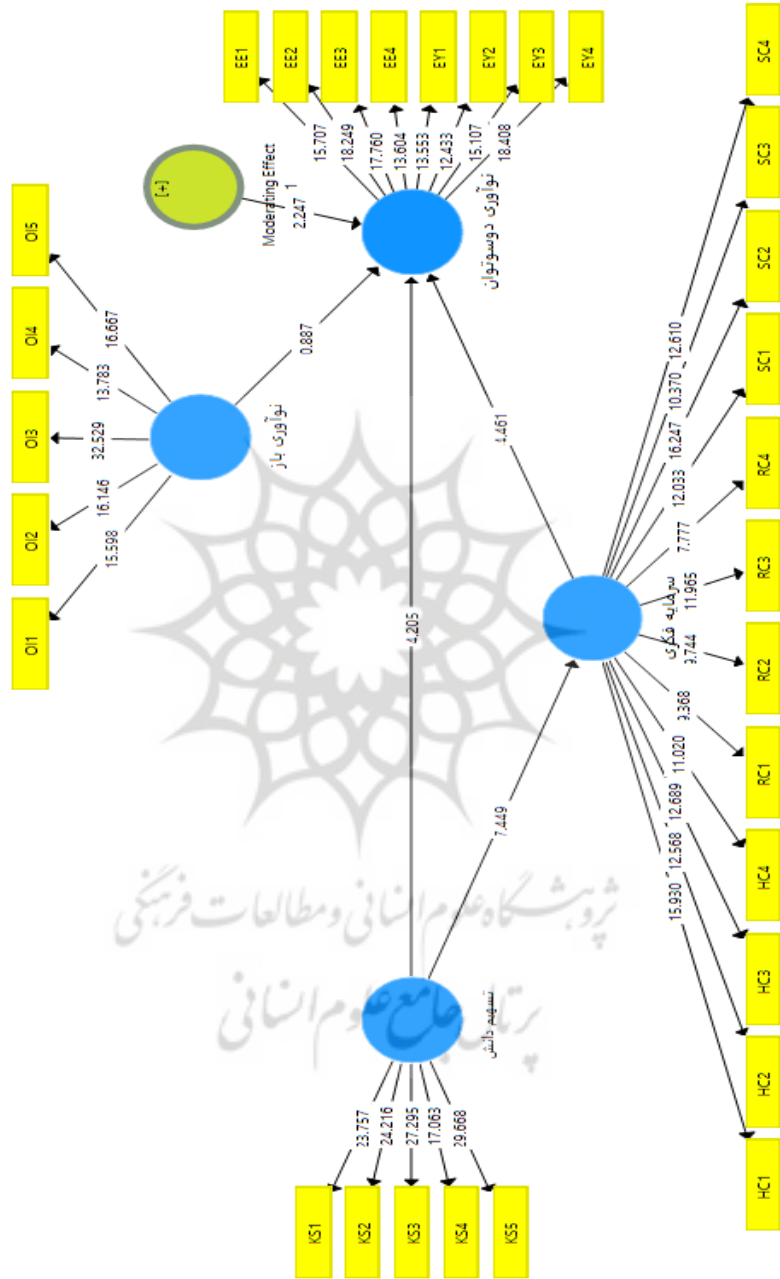 OI1
OI2
OI3
OI4
OI5
15.598
16.146
32.529
13.783
16.667
نوآوری باز
[+]
Moderating Effect
1
2.247
0.887
EE1
EE2
EE3
EE4
EY1
EY2
EY3
EY4
15.707
18.249
17.760
13.604
13.553
12.433
15.107
18.408
نوآوری دوسوتوان
4.205
4.461
7.449
KS1
KS2
KS3
KS4
KS5
23.757
24.216
27.295
17.063
29.668
تسهیم دانش
سرمایه فکری
15.930
12.568
12.689
11.020
9.368
9.744
11.965
7.777
12.033
16.247
10.370
12.610
HC1
HC2
HC3
HC4
RC1
RC2
RC3
RC4
SC1
SC2
SC3
SC4
پژوهشگاه علوم انسانی و مطالعات فرهنگی
پرتال جامع علوم انسانی